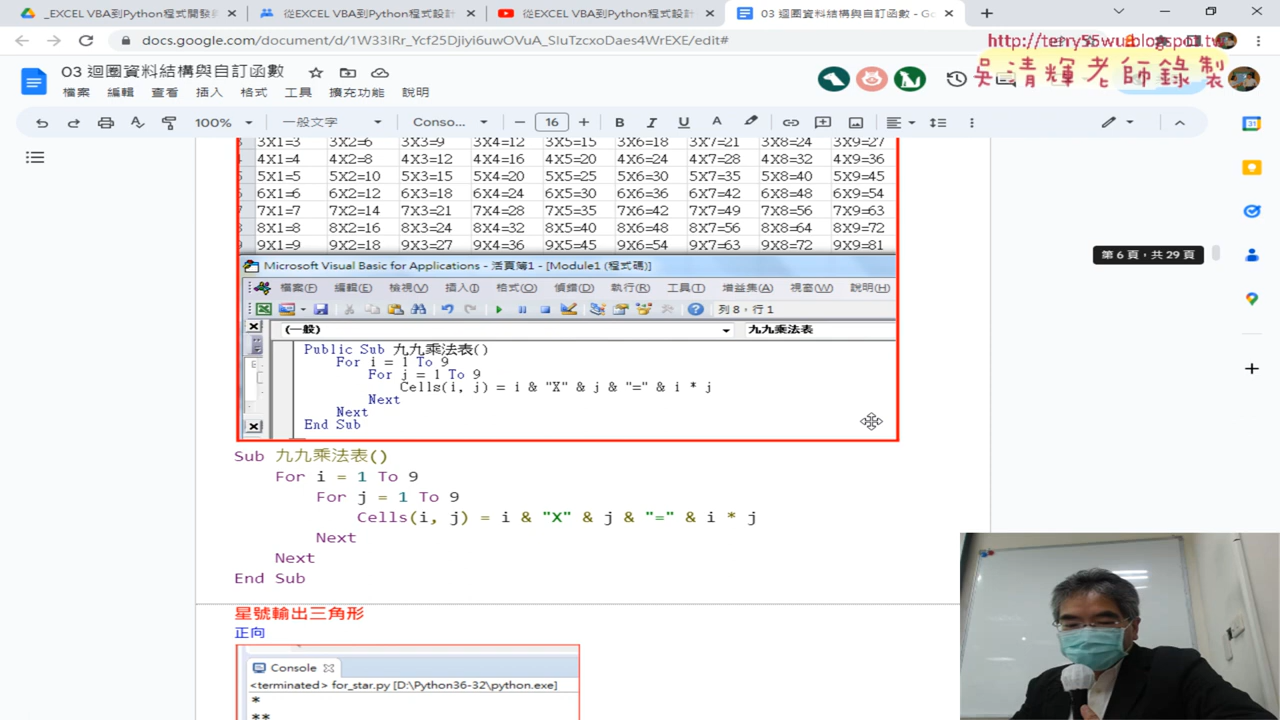 _EXCEL VBA到Python程式開發
從EXCEL VBA到Python程式設計
從EXCEL VBA到Python程式設計
03 迴圈資料結構與自訂函數 - Go
docs.google.com/document/d/1W33IRr_Ycf25Djiyi6uwOVuA_SIuTzcxoDaes4WrEXE/edit#
http://terry55wu.blogspot.tw
吳清輝老師錄製
03 迴圈資料結構與自訂函數
檔案 編輯 查看 插入 格式 工具 擴充功能 說明
100% 一般文字 Conso... 16
3X1=3 3X2=6 3X3=9 3X4=12 3X5=15 3X6=18 3X7=21 3X8=24 3X9=27
4 4X1=4 4X2=8 4X3=12 4X4=16 4X5=20 4X6=24 4X7=28 4X8=32 4X9=36
5 5X1=5 5X2=10 5X3=15 5X4=20 5X5=25 5X6=30 5X7=35 5X8=40 5X9=45
6 6X1=6 6X2=12 6X3=18 6X4=24 6X5=30 6X6=36 6X7=42 6X8=48 6X9=54
7 7X1=7 7X2=14 7X3=21 7X4=28 7X5=35 7X6=42 7X7=49 7X8=56 7X9=63
8 8X1=8 8X2=16 8X3=24 8X4=32 8X5=40 8X6=48 8X7=56 8X8=64 8X9=72
9 9X1=9 9X2=18 9X3=27 9X4=36 9X5=45 9X6=54 9X7=63 9X8=72 9X9=81
第 6 頁，共 29 頁
Microsoft Visual Basic for Applications - 活頁簿1 - [Module1 (程式碼)]
檔案(F) 編輯(E) 檢視(V) 插入(I) 格式(O) 偵錯(D) 執行(R) 工具(T) 增益集(A) 視窗(W) 說明(H)
列 8，行 1
(一般) 九九乘法表
Public Sub 九九乘法表()
For i = 1 To 9
For j = 1 To 9
Cells(i, j) = i & "X" & j & "=" & i * j
Next
Next
End Sub
Sub 九九乘法表()
For i = 1 To 9
For j = 1 To 9
Cells(i, j) = i & "X" & j & "=" & i * j
Next
Next
End Sub
星號輸出三角形
正向
Console
<terminated> for_star.py [D:\Python36-32\python.exe]
*
**